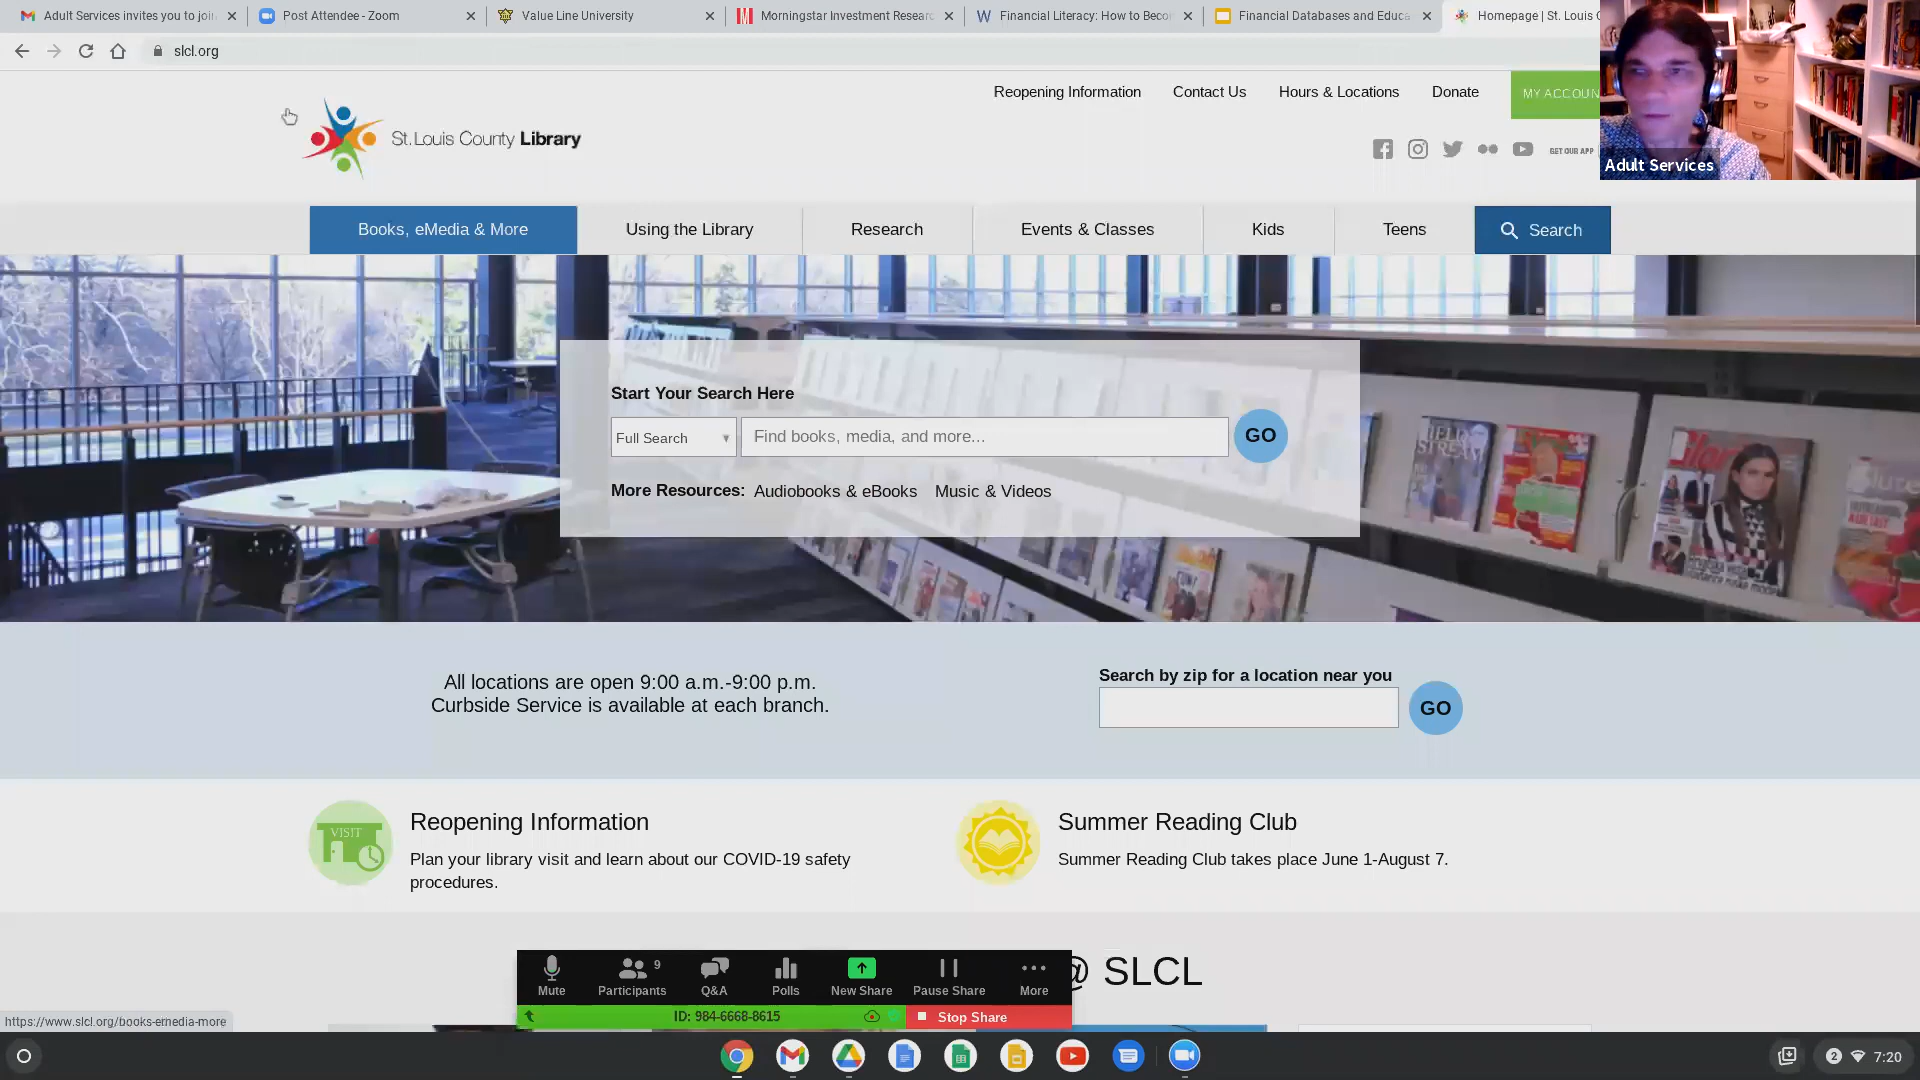 Adult Services invites you to joi
Post Attendee - Zoom
Value Line University
Morningstar Investment Researc
Financial Literacy: How to Beco
Financial Databases and Educa
Homepage | St. Louis C
slcl.org
Reopening Information
Contact Us
Hours & Locations
Donate
MY ACCOUN
St. Louis County Library
GET OUR APP
Adult Services
Books, eMedia & More
Using the Library
Research
Events & Classes
Kids
Teens
Search
Start Your Search Here
Full Search
Find books, media, and more...
GO
More Resources: Audiobooks & eBooks Music & Videos
All locations are open 9:00 a.m.-9:00 p.m.
Curbside Service is available at each branch.
Search by zip for a location near you
GO
VISIT
Reopening Information
Plan your library visit and learn about our COVID-19 safety
procedures.
Summer Reading Club
Summer Reading Club takes place June 1-August 7.
@ SLCL
Mute
Participants
9
Q&A
Polls
New Share
Pause Share
More
ID: 984-6668-8615
Stop Share
https://www.slcl.org/books-emedia-more
2
7:20